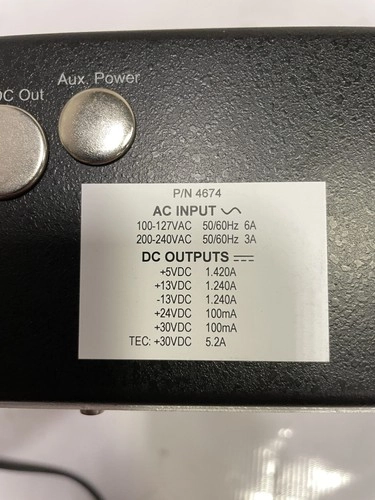 DC Out
Aux. Power
P/N 4674
AC INPUT
100-127VAC 50/60Hz 6A
200-240VAC 50/60Hz 3A
DC OUTPUTS
+5VDC 1.420A
+13VDC 1.240A
-13VDC 1.240A
+24VDC 100mA
+30VDC 100mA
TEC: +30VDC 5.2A